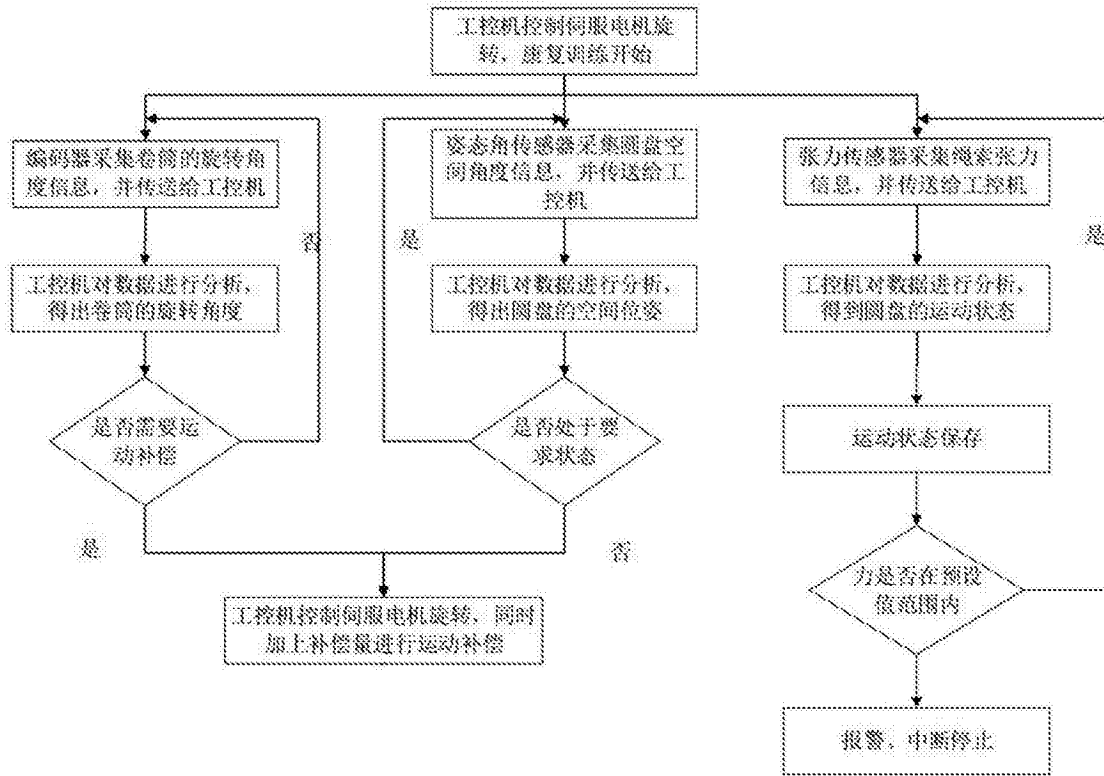 工控机控制伺服电机旋
转，康复训练开始
编码器采集卷筒的旋转角
度信息，并传送给工控机
姿态角传感器采集圆盘空
间角度信息，并传送给工
控机
张力传感器采集绳索张力
信息，并传送给工控机
否
是
是
工控机对数据进行分析，
得出卷筒的旋转角度
工控机对数据进行分析，
得出圆盘的空间位姿
工控机对数据进行分析，
得到圆盘的运动状态
是否需要运
动补偿
是否处于要
求状态
运动状态保存
是
否
力是否在预设
值范围内
工控机控制伺服电机旋转，同时
加上补偿量进行运动补偿
报警、中断停止